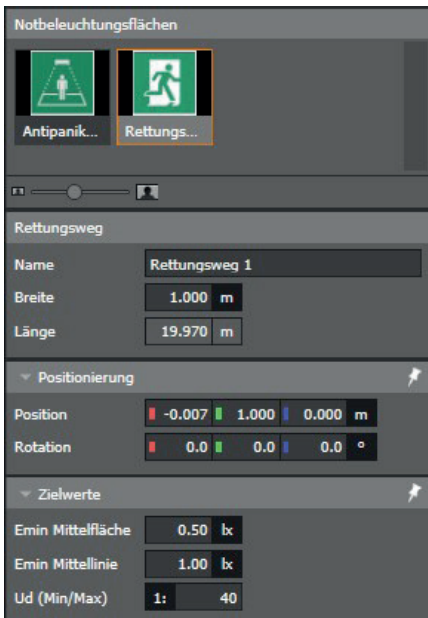 Notbeleuchtungsflächen
Antipanik... Rettungs...
Rettungsweg
Name Rettungsweg 1
Breite 1.000 m
Länge 19.970 m
Positionierung
Position -0.007 1.000 0.000 m
Rotation 0.0 0.0 0.0 °
Zielwerte
Emin Mittelfläche 0.50 lx
Emin Mittellinie 1.00 lx
Ud (Min/Max) 1: 40